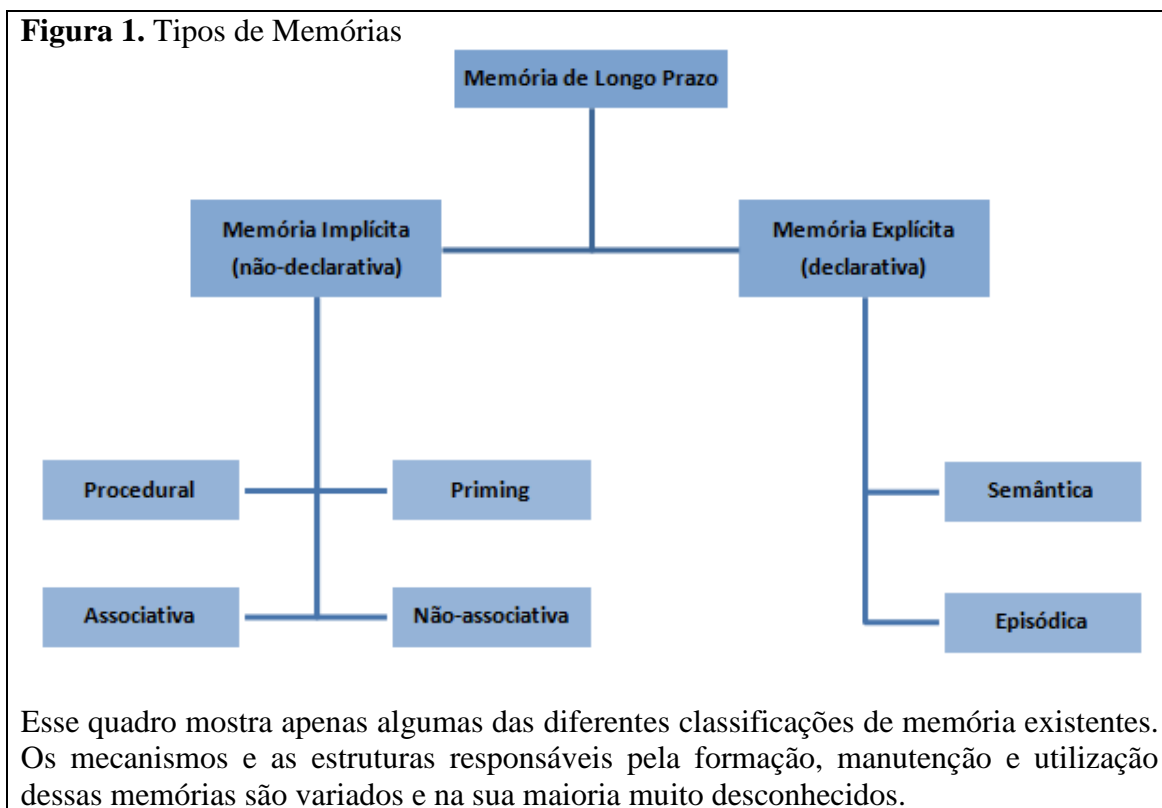 Figura 1. Tipos de Memórias
Memória de Longo Prazo
Memória Implícita
(não-declarativa)
Memória Explícita
(declarativa)
Procedural
Priming
Semântica
Associativa
Não-associativa
Episódica
Esse quadro mostra apenas algumas das diferentes classificações de memória existentes.
Os mecanismos e as estruturas responsáveis pela formação, manutenção e utilização
dessas memórias são variados e na sua maioria muito desconhecidos.